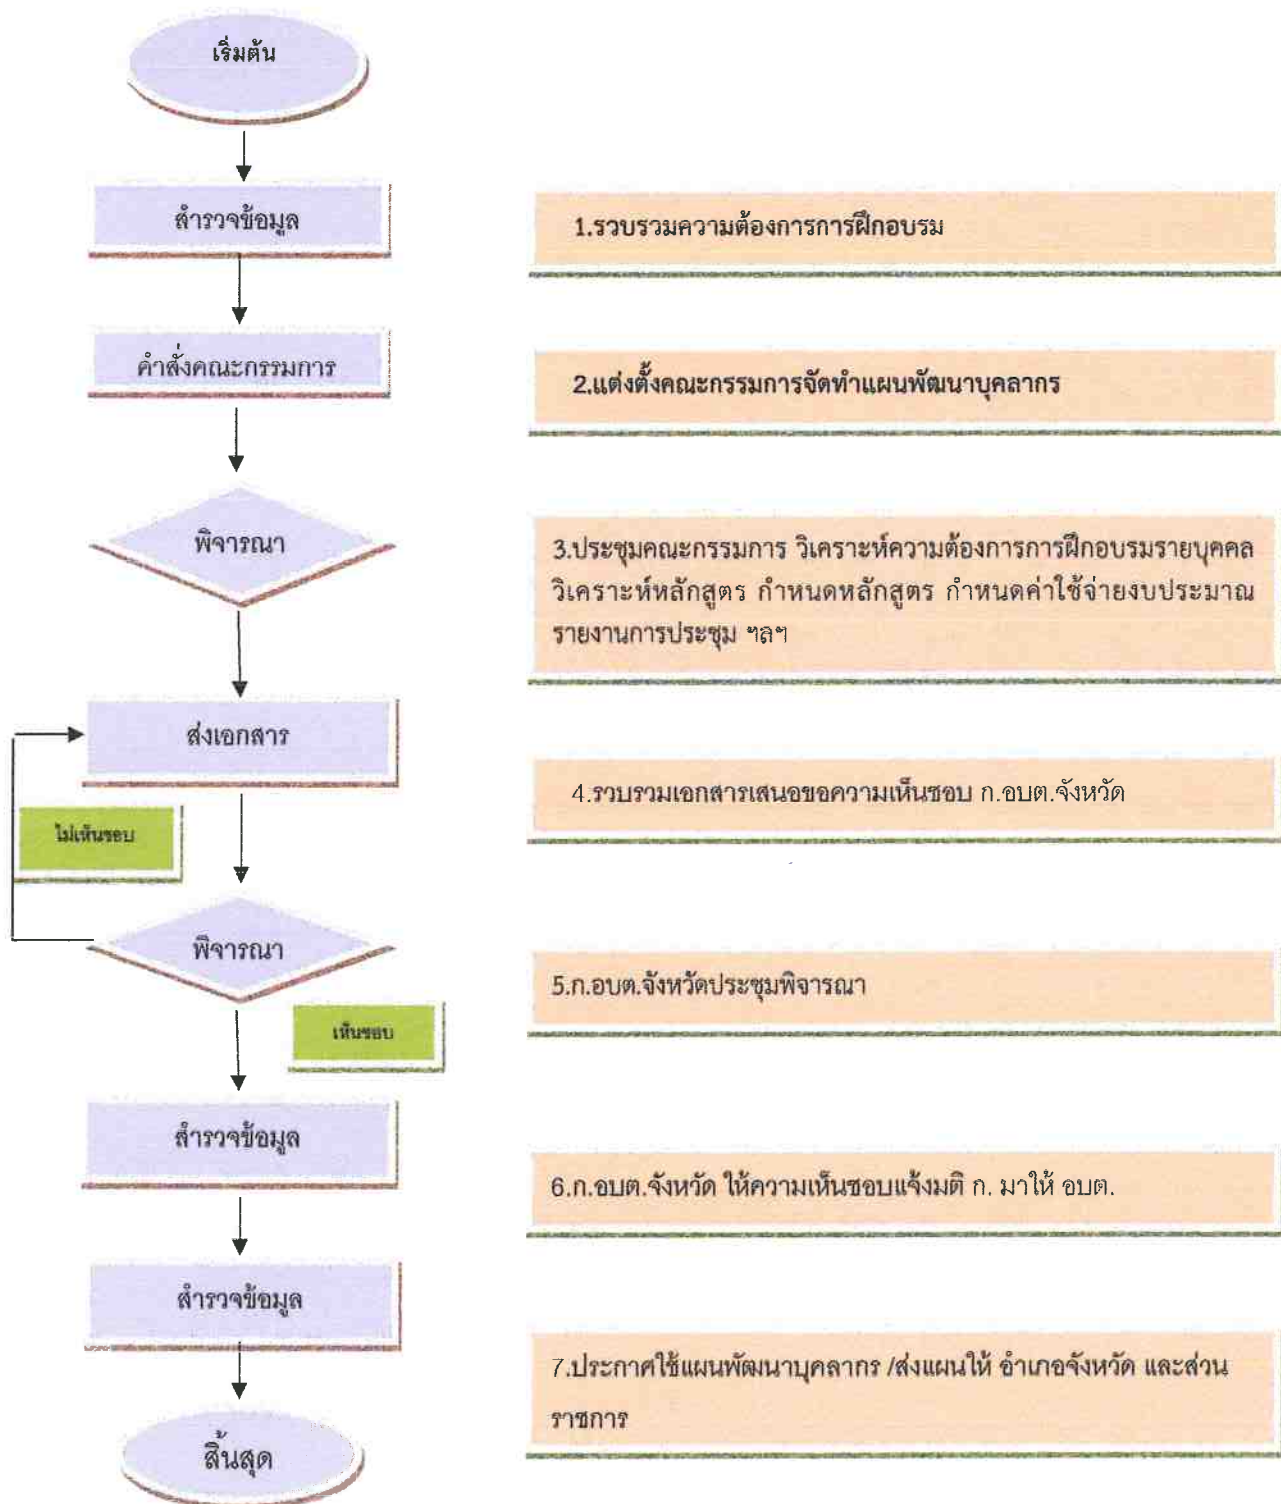 เริ่มต้น
สำรวจข้อมูล
1.รวบรวมความต้องการการฝึกอบรม
คำสั่งคณะกรรมการ
2.แต่งตั้งคณะกรรมการจัดทำแผนพัฒนาบุคลากร
พิจารณา
3.ประชุมคณะกรรมการ วิเคราะห์ความต้องการการฝึกอบรมรายบุคคล
วิเคราะห์หลักสูตร กำหนดหลักสูตร กำหนดค่าใช้จ่ายงบประมาณ
รายงานการประชุม ฯลฯ
ส่งเอกสาร
4.รวบรวมเอกสารเสนอขอความเห็นชอบ ก.อบต.จังหวัด
ไม่เห็นชอบ
พิจารณา
5.ก.อบต.จังหวัดประชุมพิจารณา
เห็นชอบ
สำรวจข้อมูล
6.ก.อบต.จังหวัด ให้ความเห็นชอบแจ้งมติ ก. มาให้ อบต.
สำรวจข้อมูล
7.ประกาศใช้แผนพัฒนาบุคลากร /ส่งแผนให้ อำเภอจังหวัด และส่วน
ราชการ
สิ้นสุด